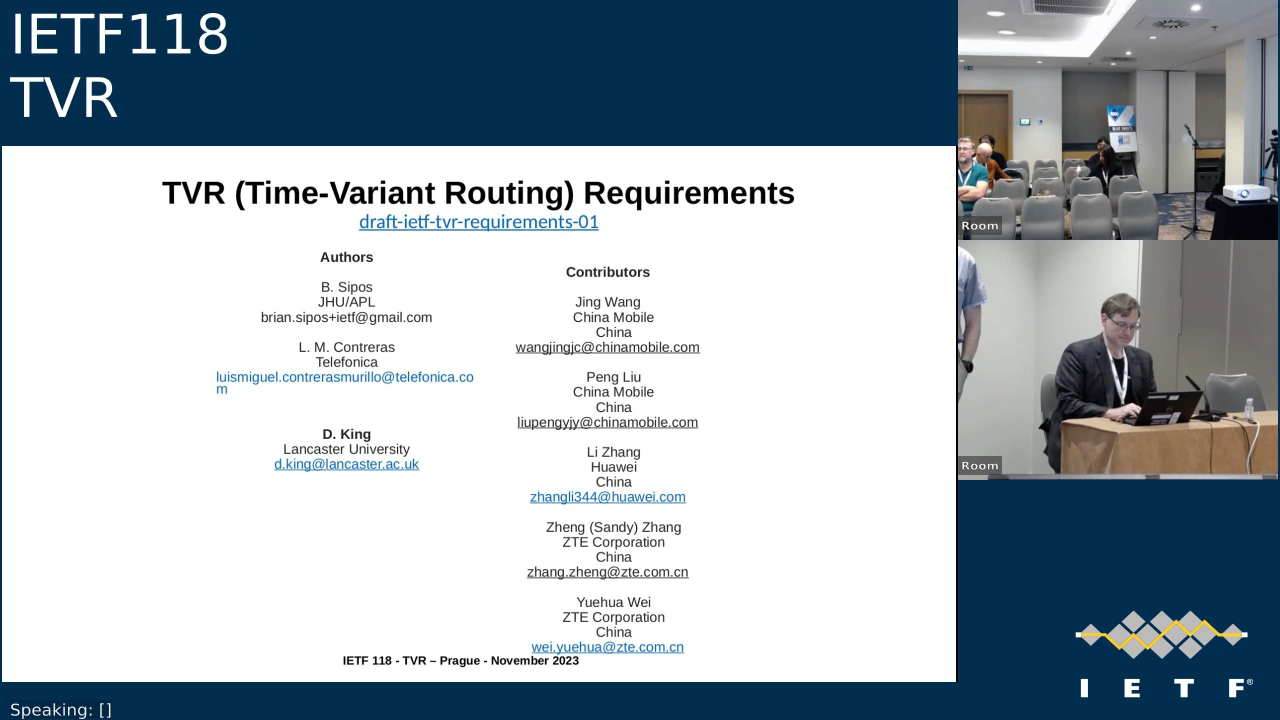 IETF118
TVR
TVR (Time-Variant Routing) Requirements
draft-ietf-tvr-requirements-01
Authors
B. Sipos
JHU/APL
brian.sipos+ietf@gmail.com
L. M. Contreras
Telefonica
luismiguel.contrerasmurillo@telefonica.co
m
D. King
Lancaster University
d.king@lancaster.ac.uk
Contributors
Jing Wang
China Mobile
China
wangjingjc@chinamobile.com
Peng Liu
China Mobile
China
liupengyjy@chinamobile.com
Li Zhang
Huawei
China
zhangli344@huawei.com
Zheng (Sandy) Zhang
ZTE Corporation
China
zhang.zheng@zte.com.cn
Yuehua Wei
ZTE Corporation
China
wei.yuehua@zte.com.cn
IETF 118 - TVR – Prague - November 2023
Room
Room
I E T F®
Speaking: []